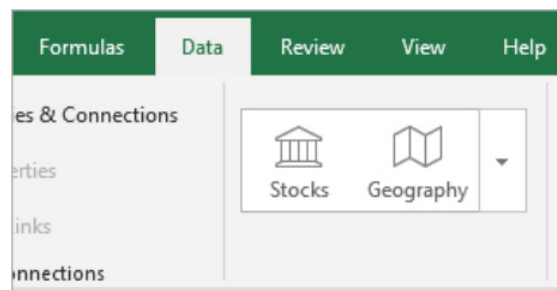 Formulas Data Review View Help
ies & Connections
erties
inks
onnections
Stocks Geography